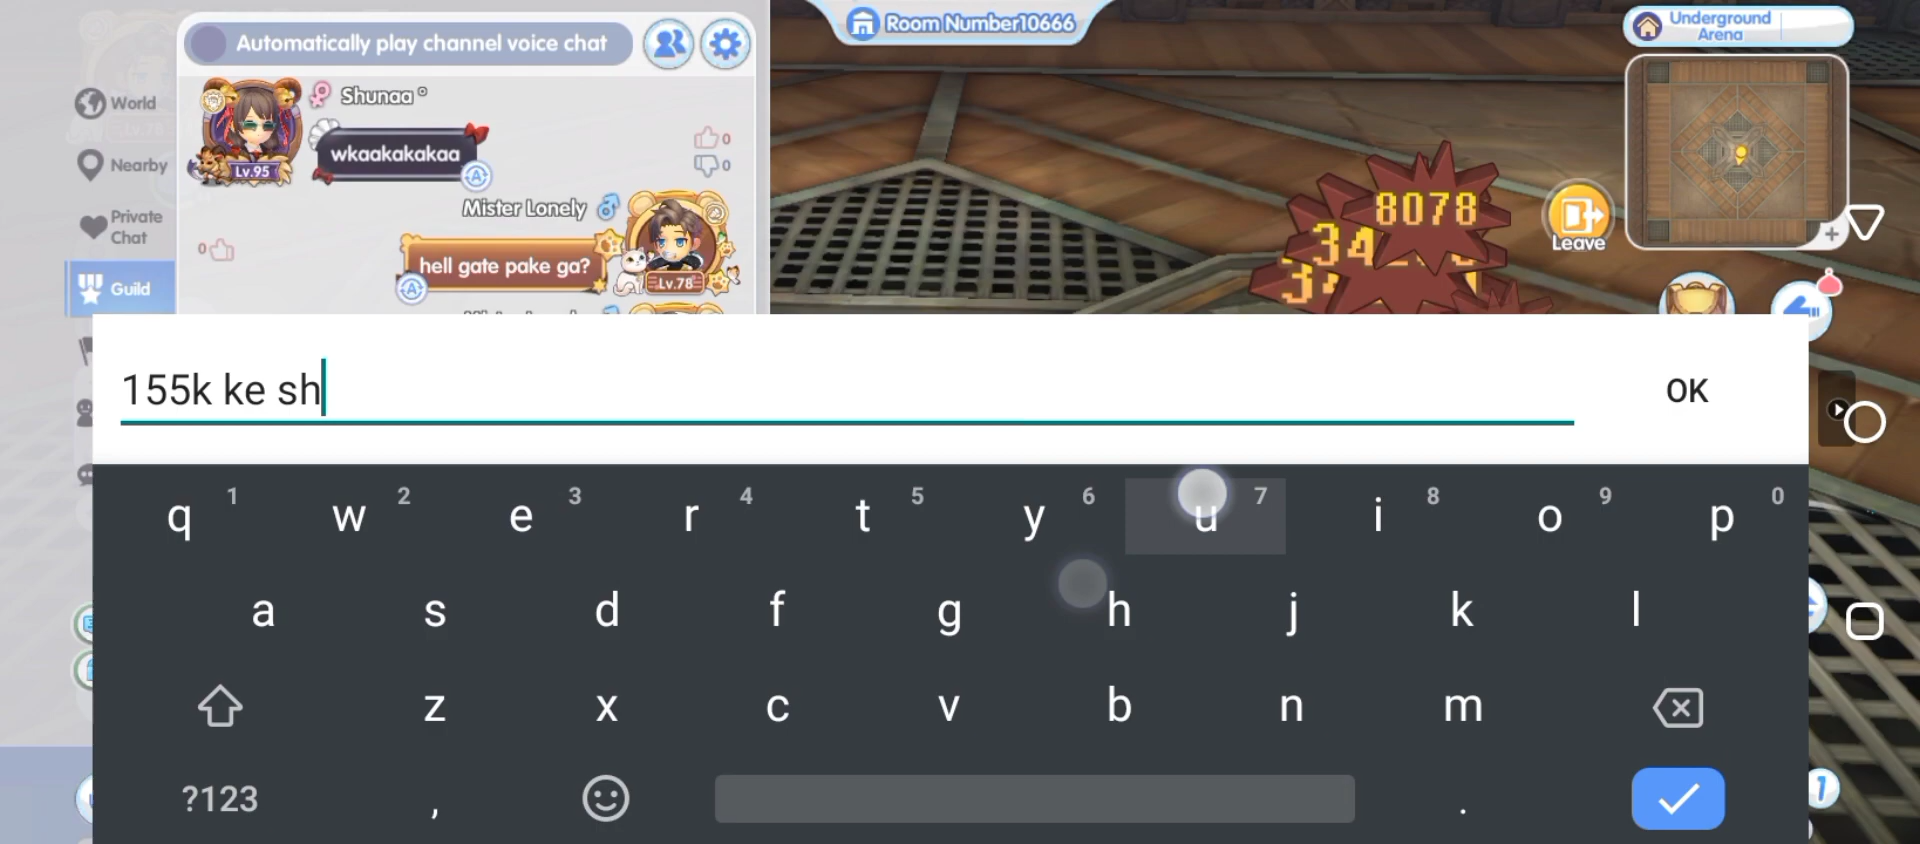 Automatically play channel voice chat
Room Number10666
Underground
Arena
World
Shunaa °
wkaakakakaa
0
0
Lv.95
Nearby
Mister Lonely
Private
Chat
0
hell gate pake ga?
Lv.78
Guild
8078
34
Leave
155k ke sh
OK
q 1 w 2 e 3 r 4 t 5 y 6 u 7 i 8 o 9 p 0
a s d f g h j k l
z x c v b n m
?123 , .
1